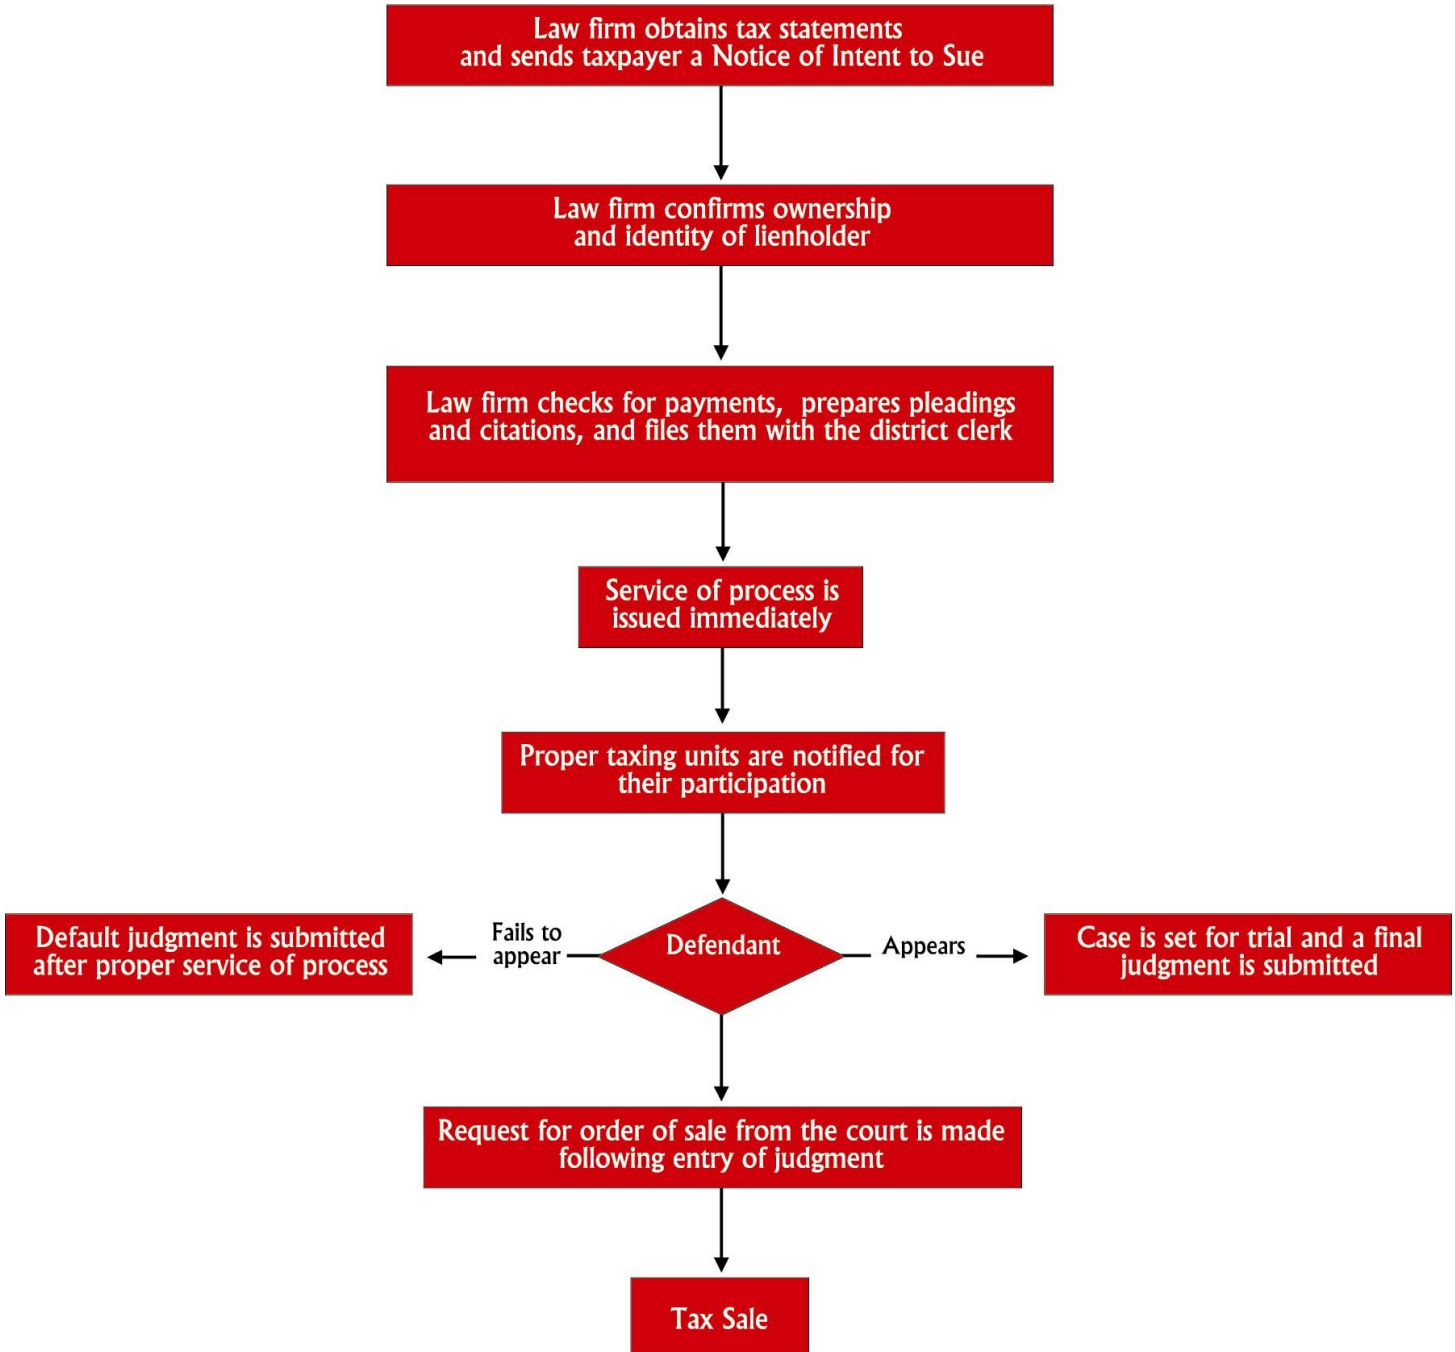 Law firm obtains tax statements
and sends taxpayer a Notice of Intent to Sue
Law firm confirms ownership
and identity of lienholder
Law firm checks for payments, prepares pleadings
and citations, and files them with the district clerk
Service of process is
issued immediately
Proper taxing units are notified for
their participation
Default judgment is submitted
after proper service of process
Fails to
appear
Defendant
Appears
Case is set for trial and a final
judgment is submitted
Request for order of sale from the court is made
following entry of judgment
Tax Sale